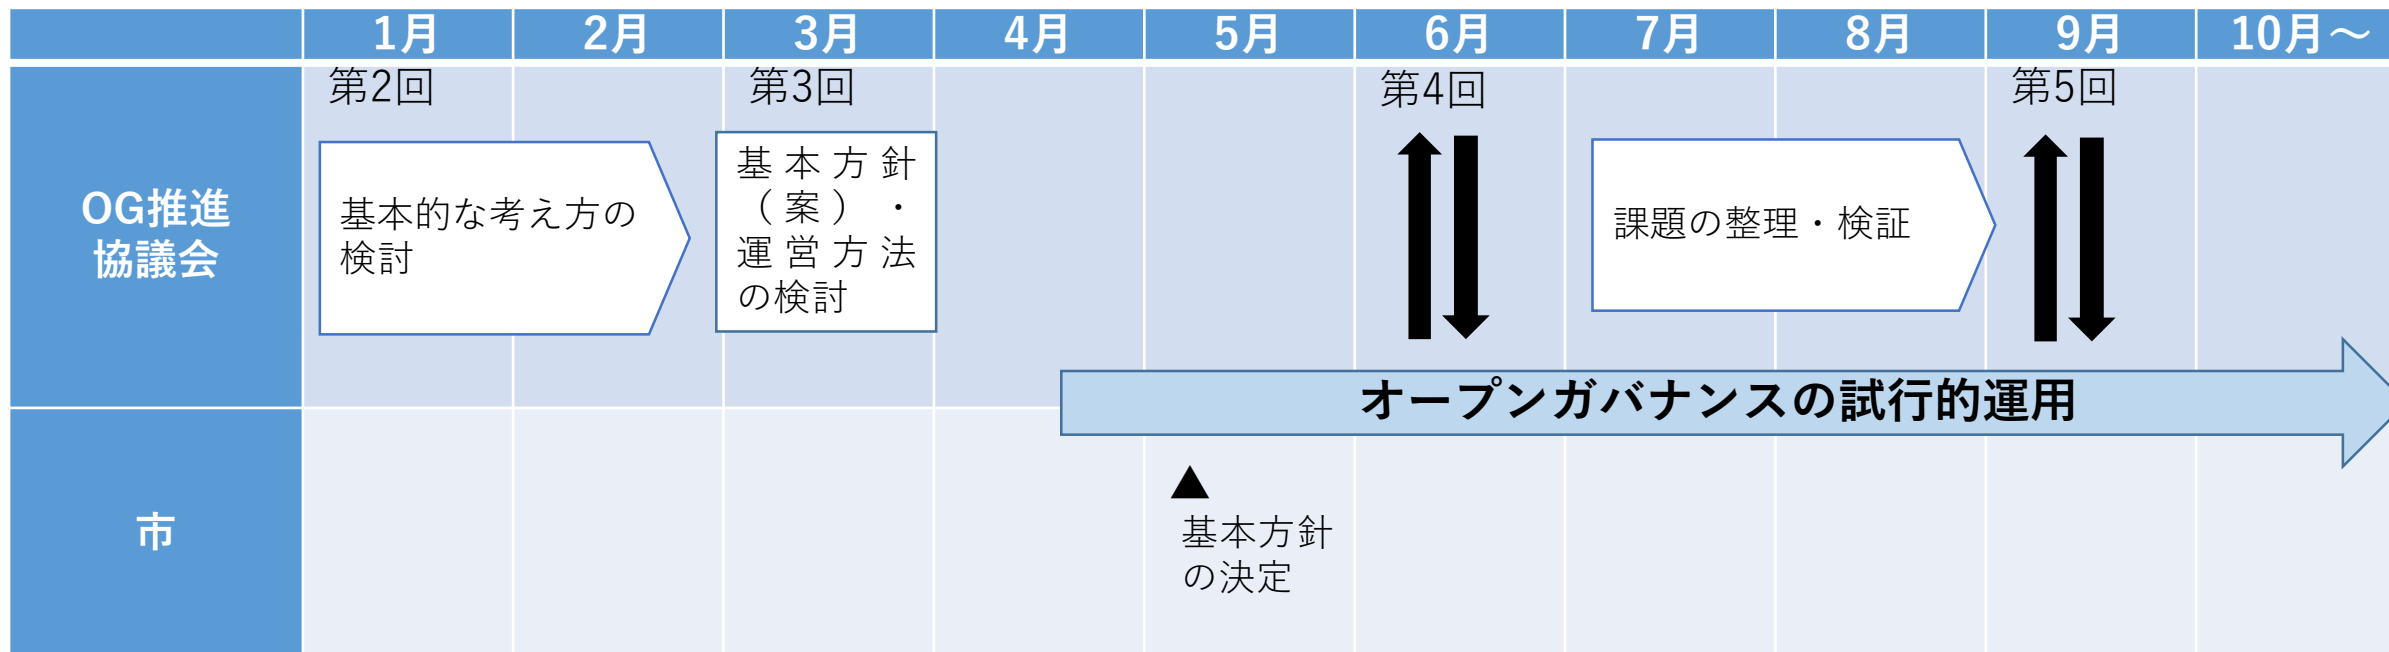 1月
2月
3月
4月
5月
6月
7月
8月
9月
10月～
OG推進
協議会
第2回
第3回
第4回
第5回
基本的な考え方の
検討
基本方針
（案）・
運営方法
の検討
課題の整理・検証
オープンガバナンスの試行的運用
市
▲
基本方針
の決定